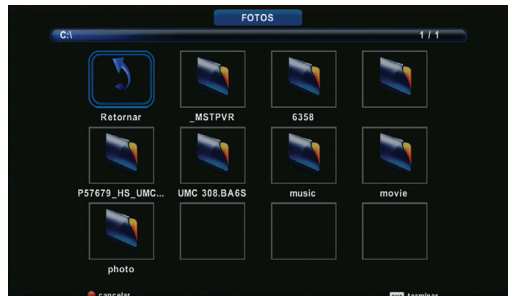 FOTOS
C:\ 1 / 1
Retornar _MSTPVR 6358
P57679_HS_UMC... UMC 308.BA6S music movie
photo
cancelar terminar